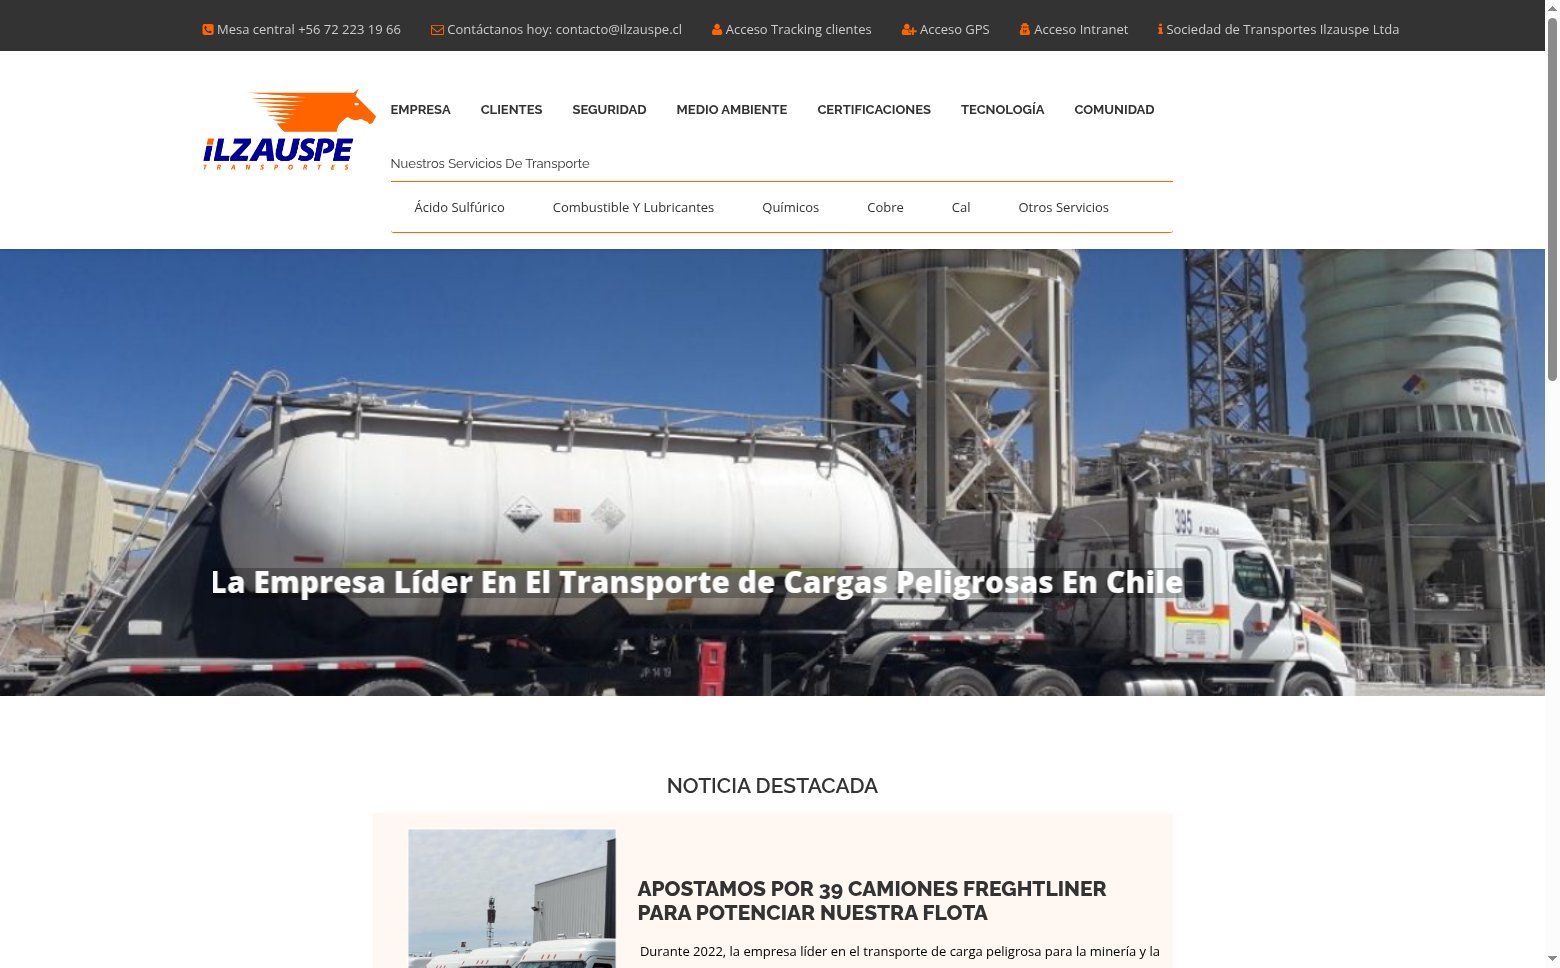 Mesa central +56 72 223 19 66 Contáctanos hoy: contacto@ilzauspe.cl Acceso Tracking clientes Acceso GPS Acceso Intranet Sociedad de Transportes Ilzauspe Ltda
EMPRESA CLIENTES SEGURIDAD MEDIO AMBIENTE CERTIFICACIONES TECNOLOGÍA COMUNIDAD
iLZAUSPE
TRANSPORTES
Nuestros Servicios De Transporte
Ácido Sulfúrico Combustible Y Lubricantes Químicos Cobre Cal Otros Servicios
395
La Empresa Líder En El Transporte de Cargas Peligrosas En Chile
JP 14 19
NOTICIA DESTACADA
APOSTAMOS POR 39 CAMIONES FREGHTLINER
PARA POTENCIAR NUESTRA FLOTA
Durante 2022, la empresa líder en el transporte de carga peligrosa para la minería y la